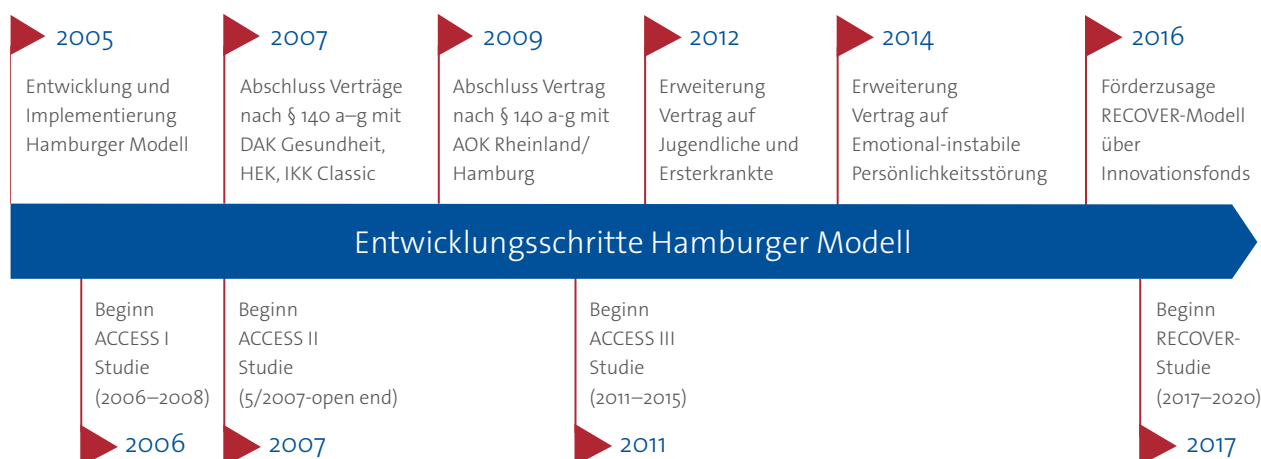 2005
Entwicklung und
Implementierung
Hamburger Modell
2007
Abschluss Verträge
nach § 140 a–g mit
DAK Gesundheit,
HEK, IKK Classic
2009
Abschluss Vertrag
nach § 140 a-g mit
AOK Rheinland/
Hamburg
2012
Erweiterung
Vertrag auf
Jugendliche und
Ersterkrankte
2014
Erweiterung
Vertrag auf
Emotional-instabile
Persönlichkeitsstörung
2016
Förderzusage
RECOVER-Modell
über
Innovationsfonds
Entwicklungsschritte Hamburger Modell
Beginn
ACCESS I
Studie
(2006–2008)
2006
Beginn
ACCESS II
Studie
(5/2007-open end)
2007
Beginn
ACCESS III
Studie
(2011–2015)
2011
Beginn
RECOVER-
Studie
(2017–2020)
2017